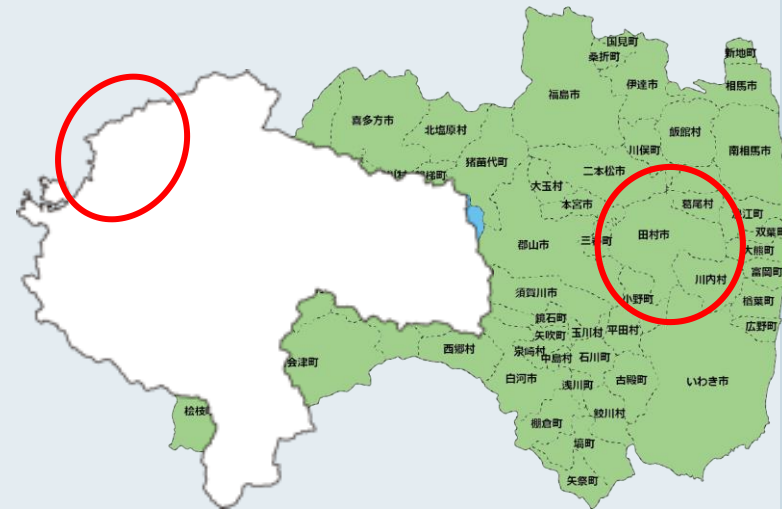 国見町
桑折町
新地町
伊達市
相馬市
福島市
喜多方市
北塩原村
飯館村
川俣町
南相馬市
猪苗代町
二本松市
大玉村
葛尾村
本宮市
田村市
双葉町
大熊町
郡山市
富岡町
川内村
須賀川市
小野町
楢葉町
鏡石町
広野町
矢吹町
玉川村
平田村
西郷村
泉崎村
中島村
石川町
会津町
白河市
浅川町
古殿町
いわき市
鮫川村
棚倉町
塙町
矢祭町